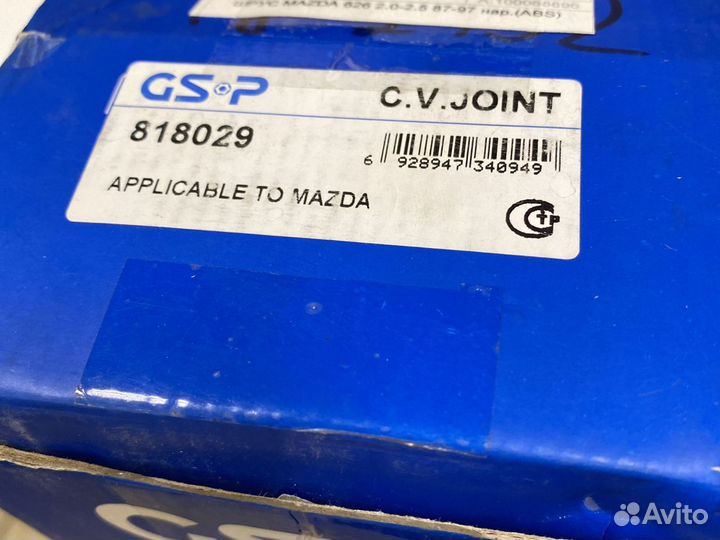 ШРУС MAZDA 626 2.0-2.5 87-97 нар.(ABS)
GSP C.V.JOINT
818029
6 928947 340949
APPLICABLE TO MAZDA
GSP
Avito